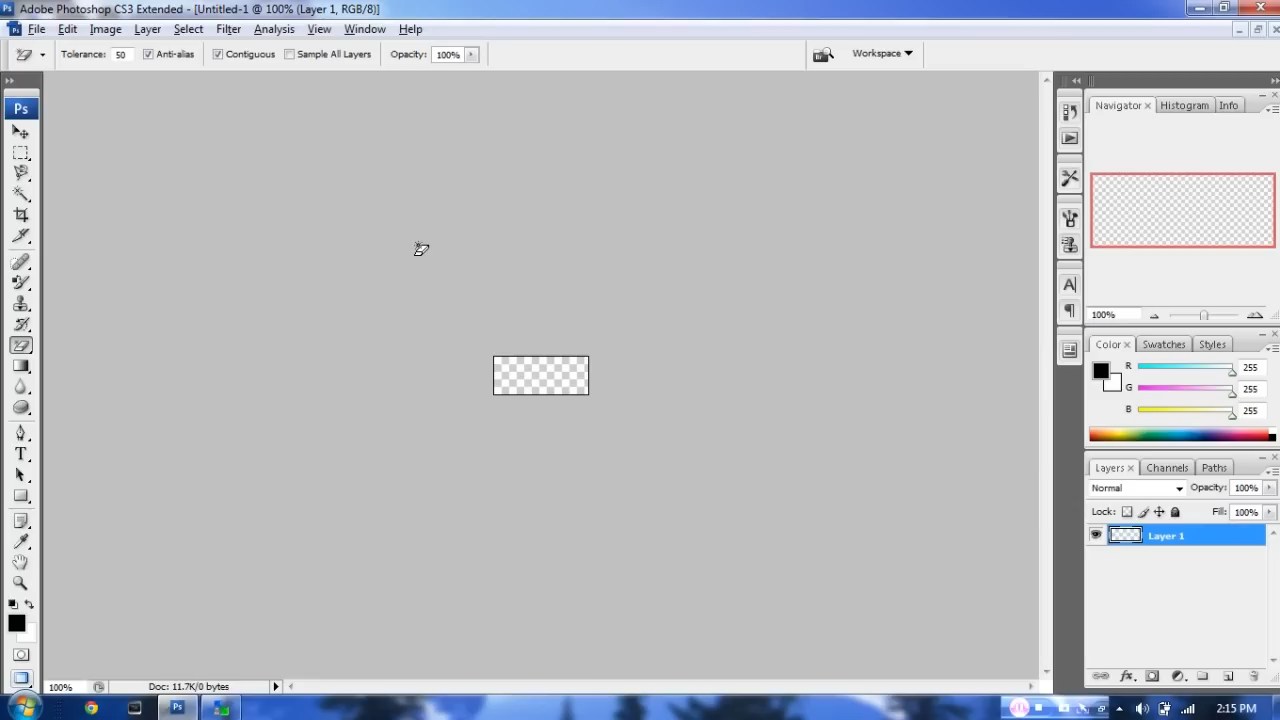 Adobe Photoshop CS3 Extended - [Untitled-1 @ 100% (Layer 1, RGB/8)]
File Edit Image Layer Select Filter Analysis View Window Help
Tolerance: 50 Anti-alias Contiguous Sample All Layers Opacity: 100% Workspace
Ps
Navigator Histogram Info
100%
Color Swatches Styles
R 255
G 255
B 255
Layers Channels Paths
Normal Opacity: 100%
Lock: Fill: 100%
Layer 1
100% Doc: 11.7K/0 bytes
2:15 PM